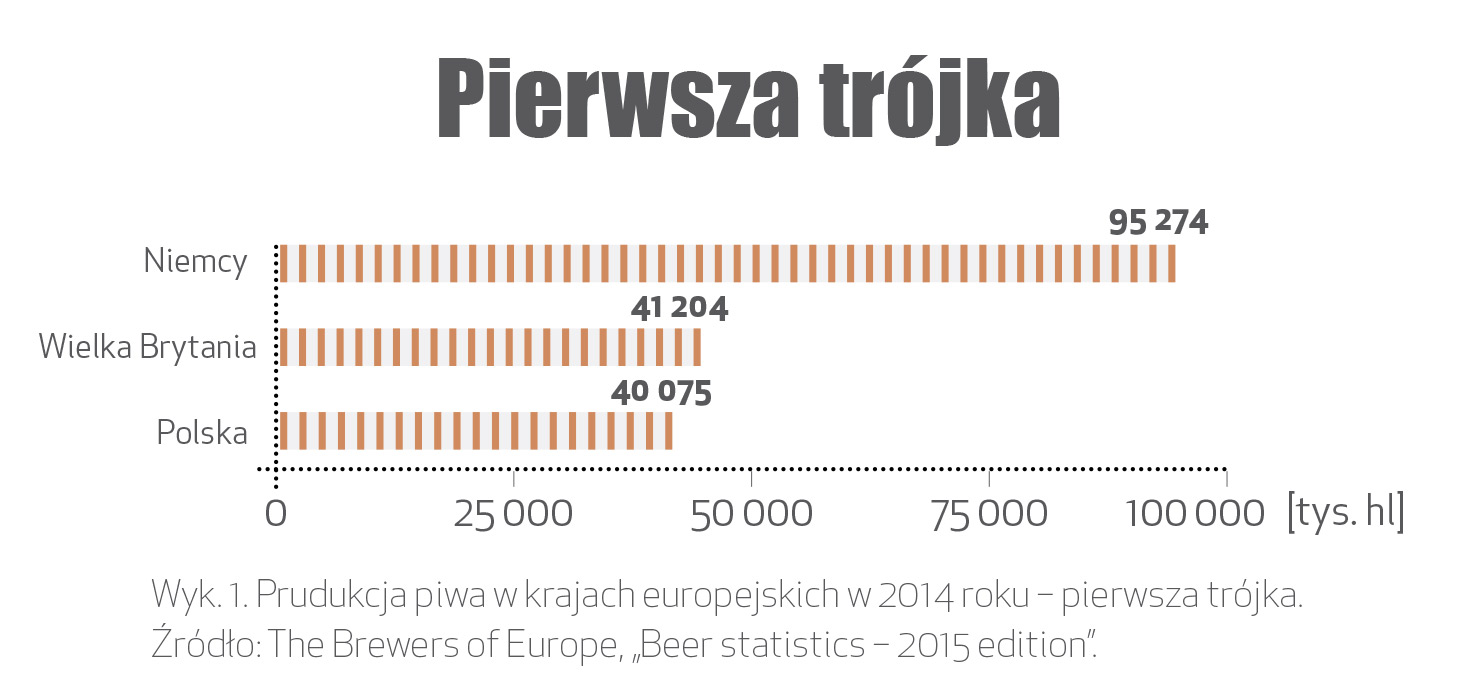 Pierwsza trójka
95 274
Niemcy
41 204
Wielka Brytania
40 075
Polska
0 25 000 50 000 75 000 100 000 [tys. hl]
Wyk. 1. Prudukcja piwa w krajach europejskich w 2014 roku – pierwsza trójka.
Źródło: The Brewers of Europe, „Beer statistics – 2015 edition”.